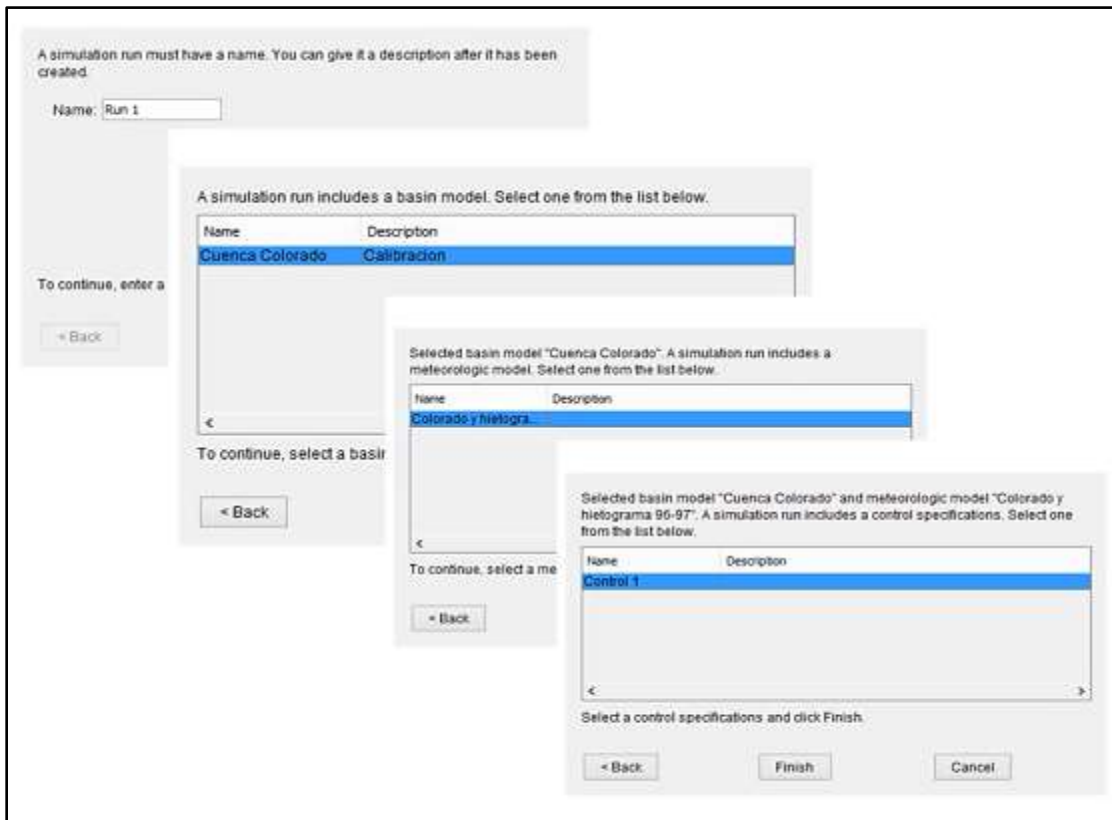 A simulation run must have a name. You can give it a description after it has been
created.
Name: Run 1
To continue, enter a
< Back
A simulation run includes a basin model. Select one from the list below.
Name Description
Cuenca Colorado Calibracion
<
To continue, select a basin
< Back
Selected basin model "Cuenca Colorado". A simulation run includes a
meteorologic model. Select one from the list below.
Name Description
Colorado y hietogra...
<
To continue, select a me
< Back
Selected basin model "Cuenca Colorado" and meteorologic model "Colorado y
hietograma 96-97". A simulation run includes a control specifications. Select one
from the list below.
Name Description
Control 1
< >
Select a control specifications and click Finish.
< Back Finish Cancel